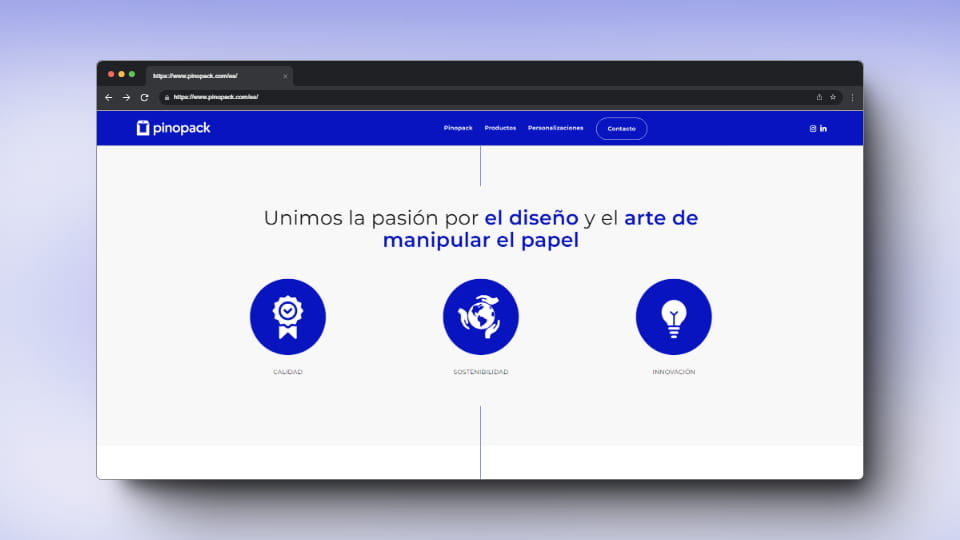 https://www.pinopack.com/es/
https://www.pinopack.com/es/
pinopack
Pinopack Productos Personalizaciones Contacto
Unimos la pasión por el diseño y el arte de
manipular el papel
CALIDAD SOSTENIBILIDAD INNOVACIÓN